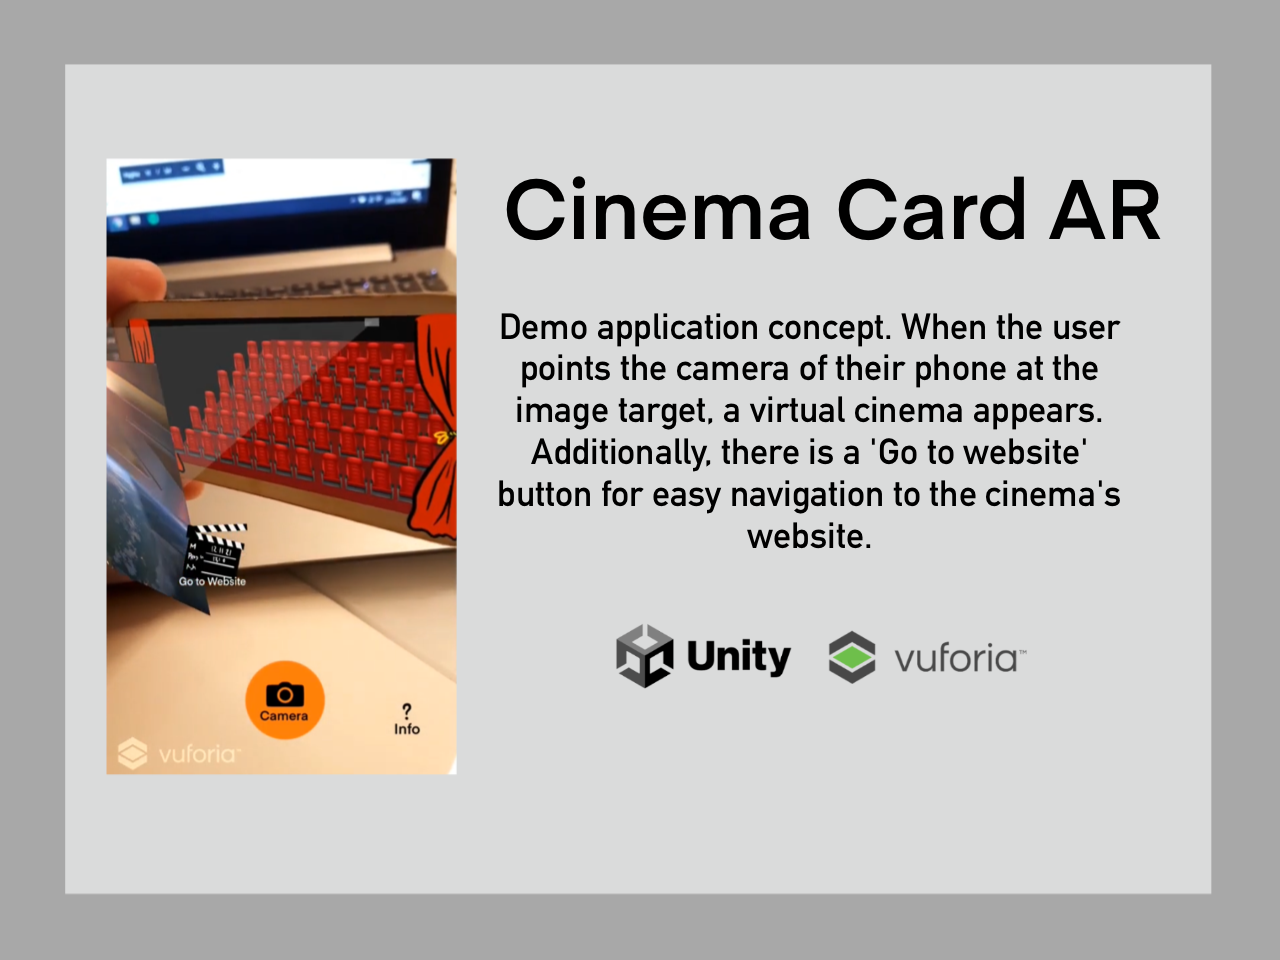 Cinema Card AR
Demo application concept. When the user
points the camera of their phone at the
image target, a virtual cinema appears.
Additionally, there is a 'Go to website'
button for easy navigation to the cinema's
website.
Unity
vuforia™
Go to Website
Camera
?
Info
vuforia™